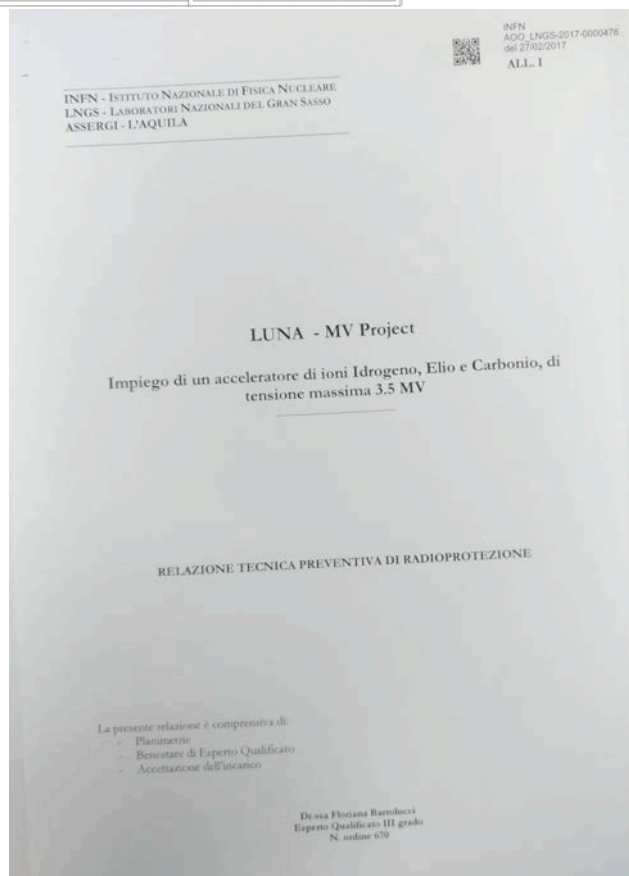 INFN
AOO_LNGS-2017-0000476
del 27/02/2017
ALL. 1
INFN - ISTITUTO NAZIONALE DI FISICA NUCLEARE
LNGS - LABORATORI NAZIONALI DEL GRAN SASSO
ASSERGI - L'AQUILA
LUNA - MV Project
Impiego di un acceleratore di ioni Idrogeno, Elio e Carbonio, di
tensione massima 3.5 MV
RELAZIONE TECNICA PREVENTIVA DI RADIOPROTEZIONE
La presente relazione è comprensiva di:
- Planimetrie
- Benestare di Esperto Qualificato
- Accettazione dell'incarico
Dr.ssa Floriana Bartolucci
Esperto Qualificato III grado
N. ordine 670